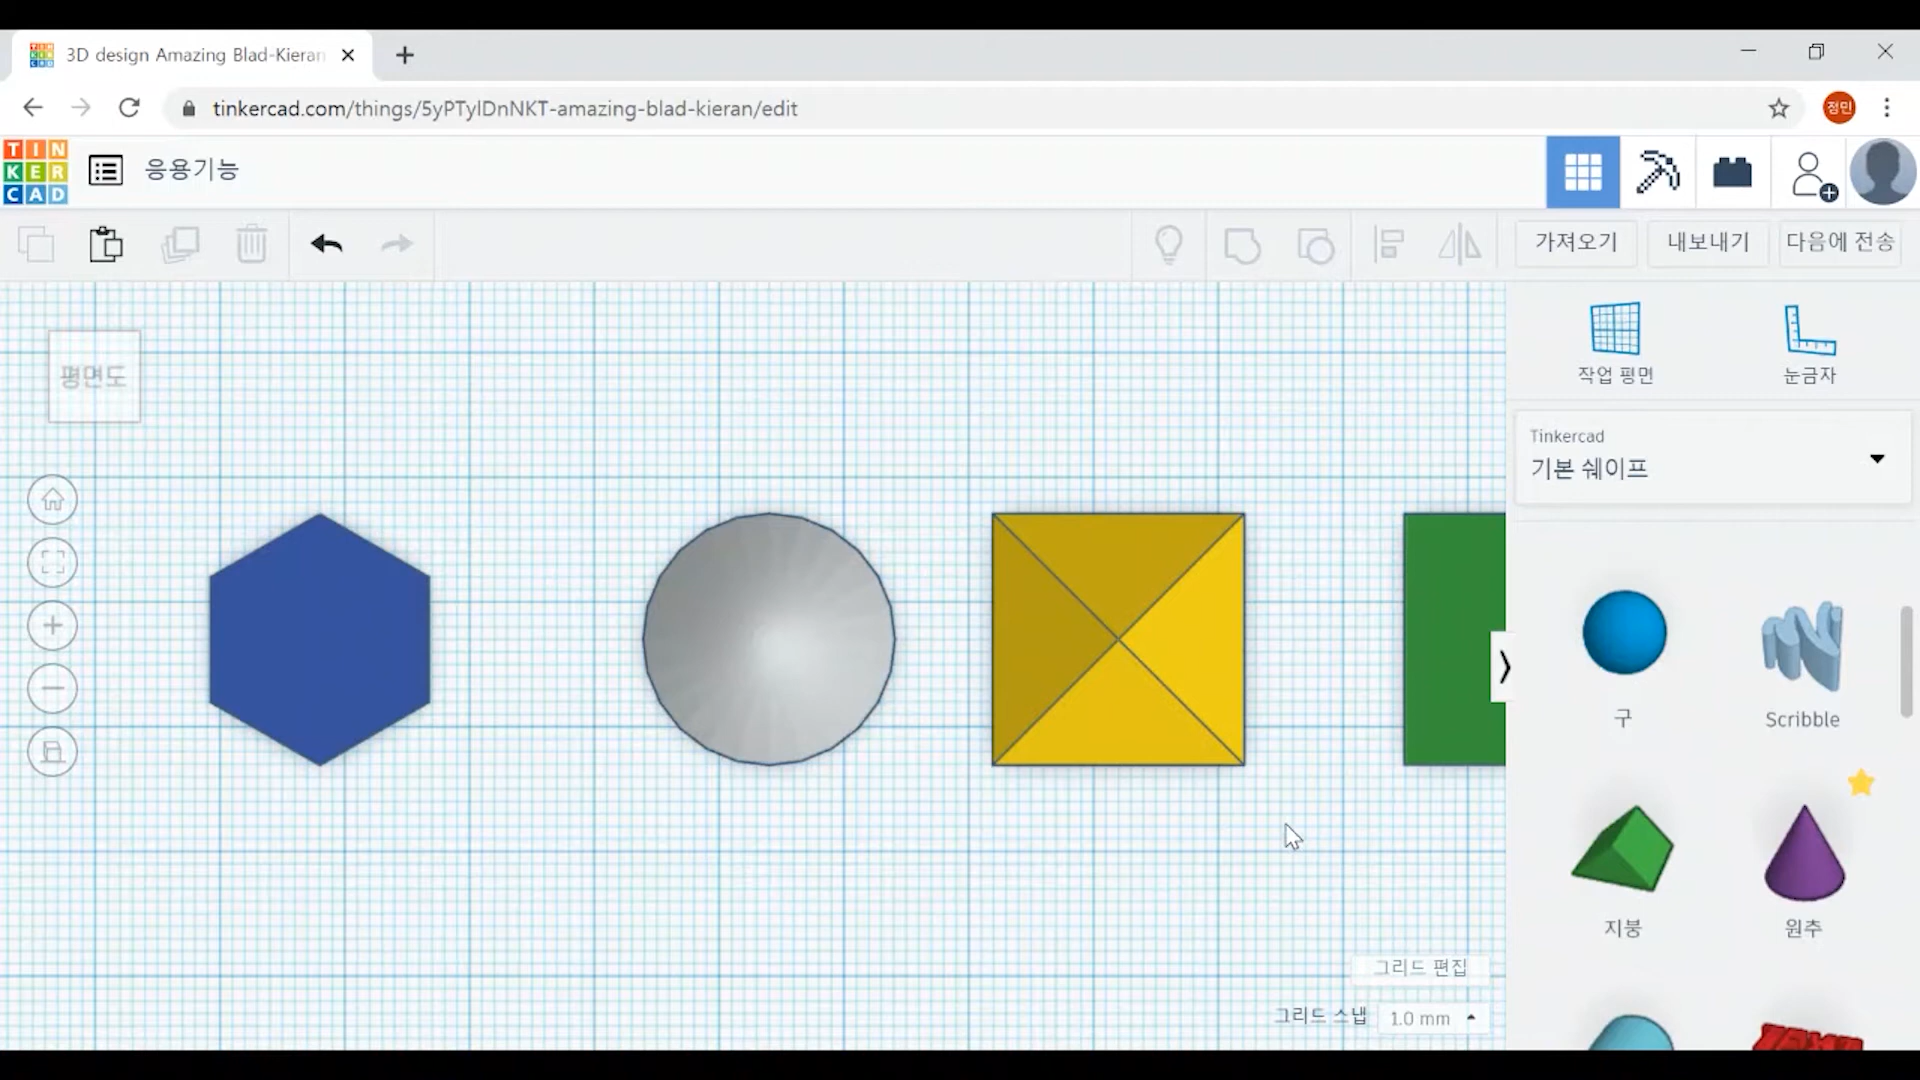 3D design Amazing Blad-Kieran
tinkercad.com/things/5yPTylDnNKT-amazing-blad-kieran/edit
정민
TIN
KER
CAD
응용기능
가져오기
내보내기
다음에 전송
평면도
작업 평면
눈금자
Tinkercad
기본 쉐이프
구
Scribble
지붕
원추
그리드 편집
그리드 스냅
1.0 mm